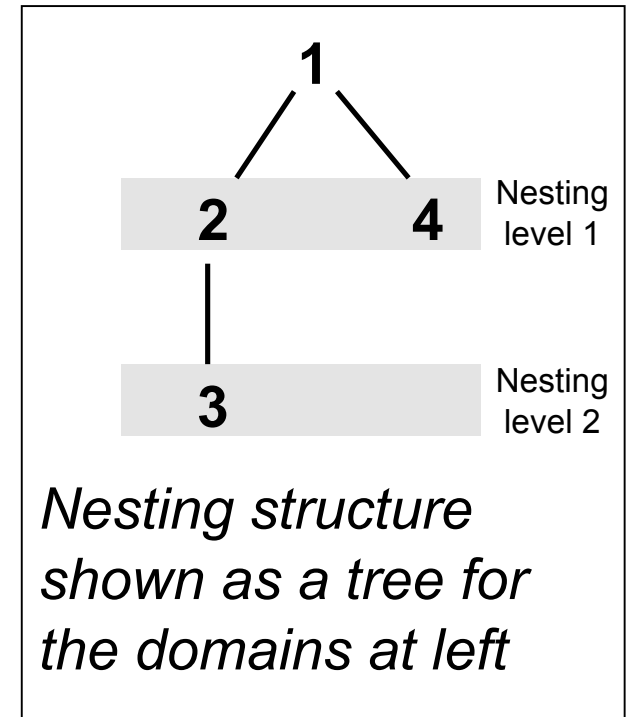 1
2 4 Nesting
level 1
3 Nesting
level 2
Nesting structure
shown as a tree for
the domains at left